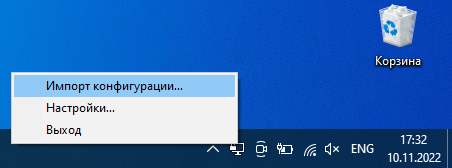 Корзина
Импорт конфигурации...
Настройки...
Выход
ENG
17:32
10.11.2022